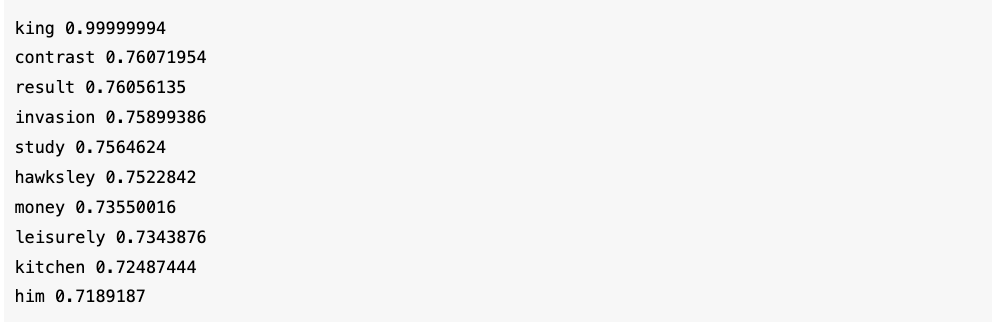 king 0.99999994
contrast 0.76071954
result 0.76056135
invasion 0.75899386
study 0.7564624
hawksley 0.7522842
money 0.73550016
leisurely 0.7343876
kitchen 0.72487444
him 0.7189187